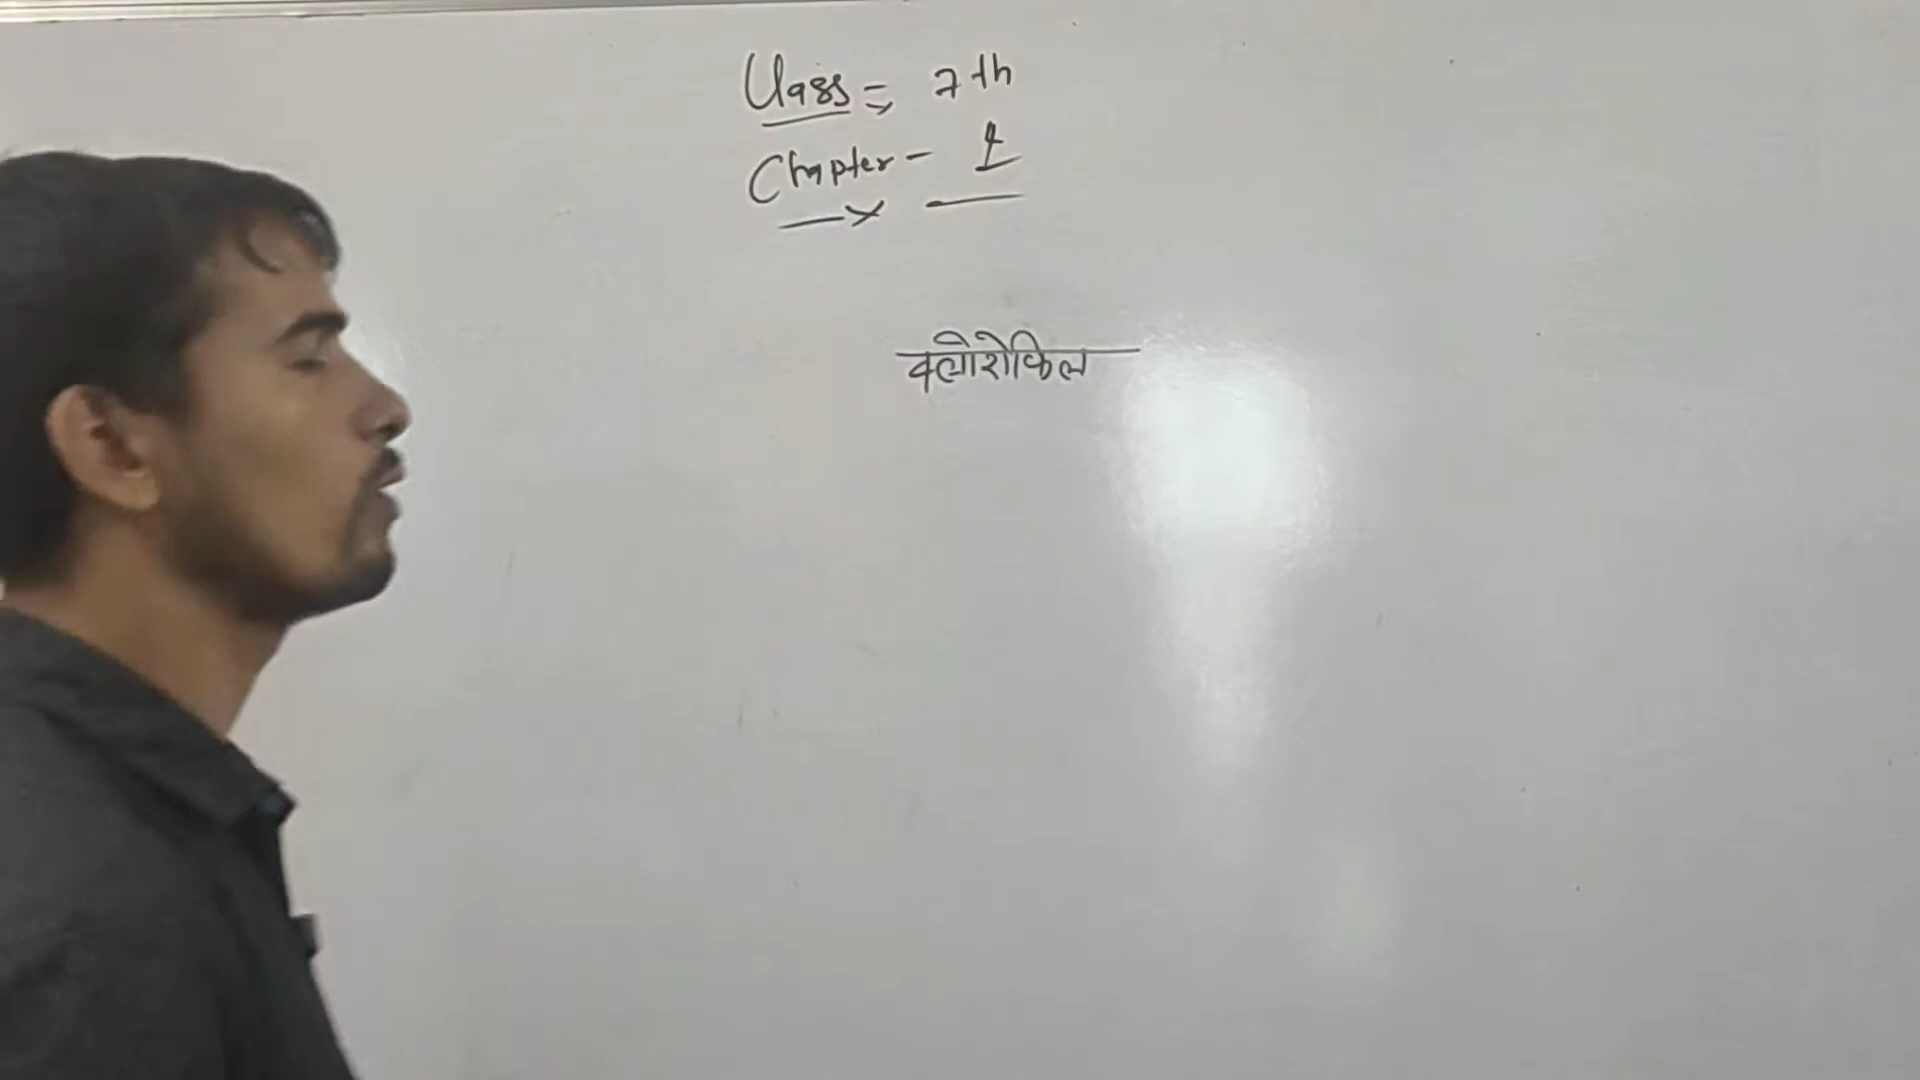 Class = 7th
Chapter - 1
क्लोरोफिल